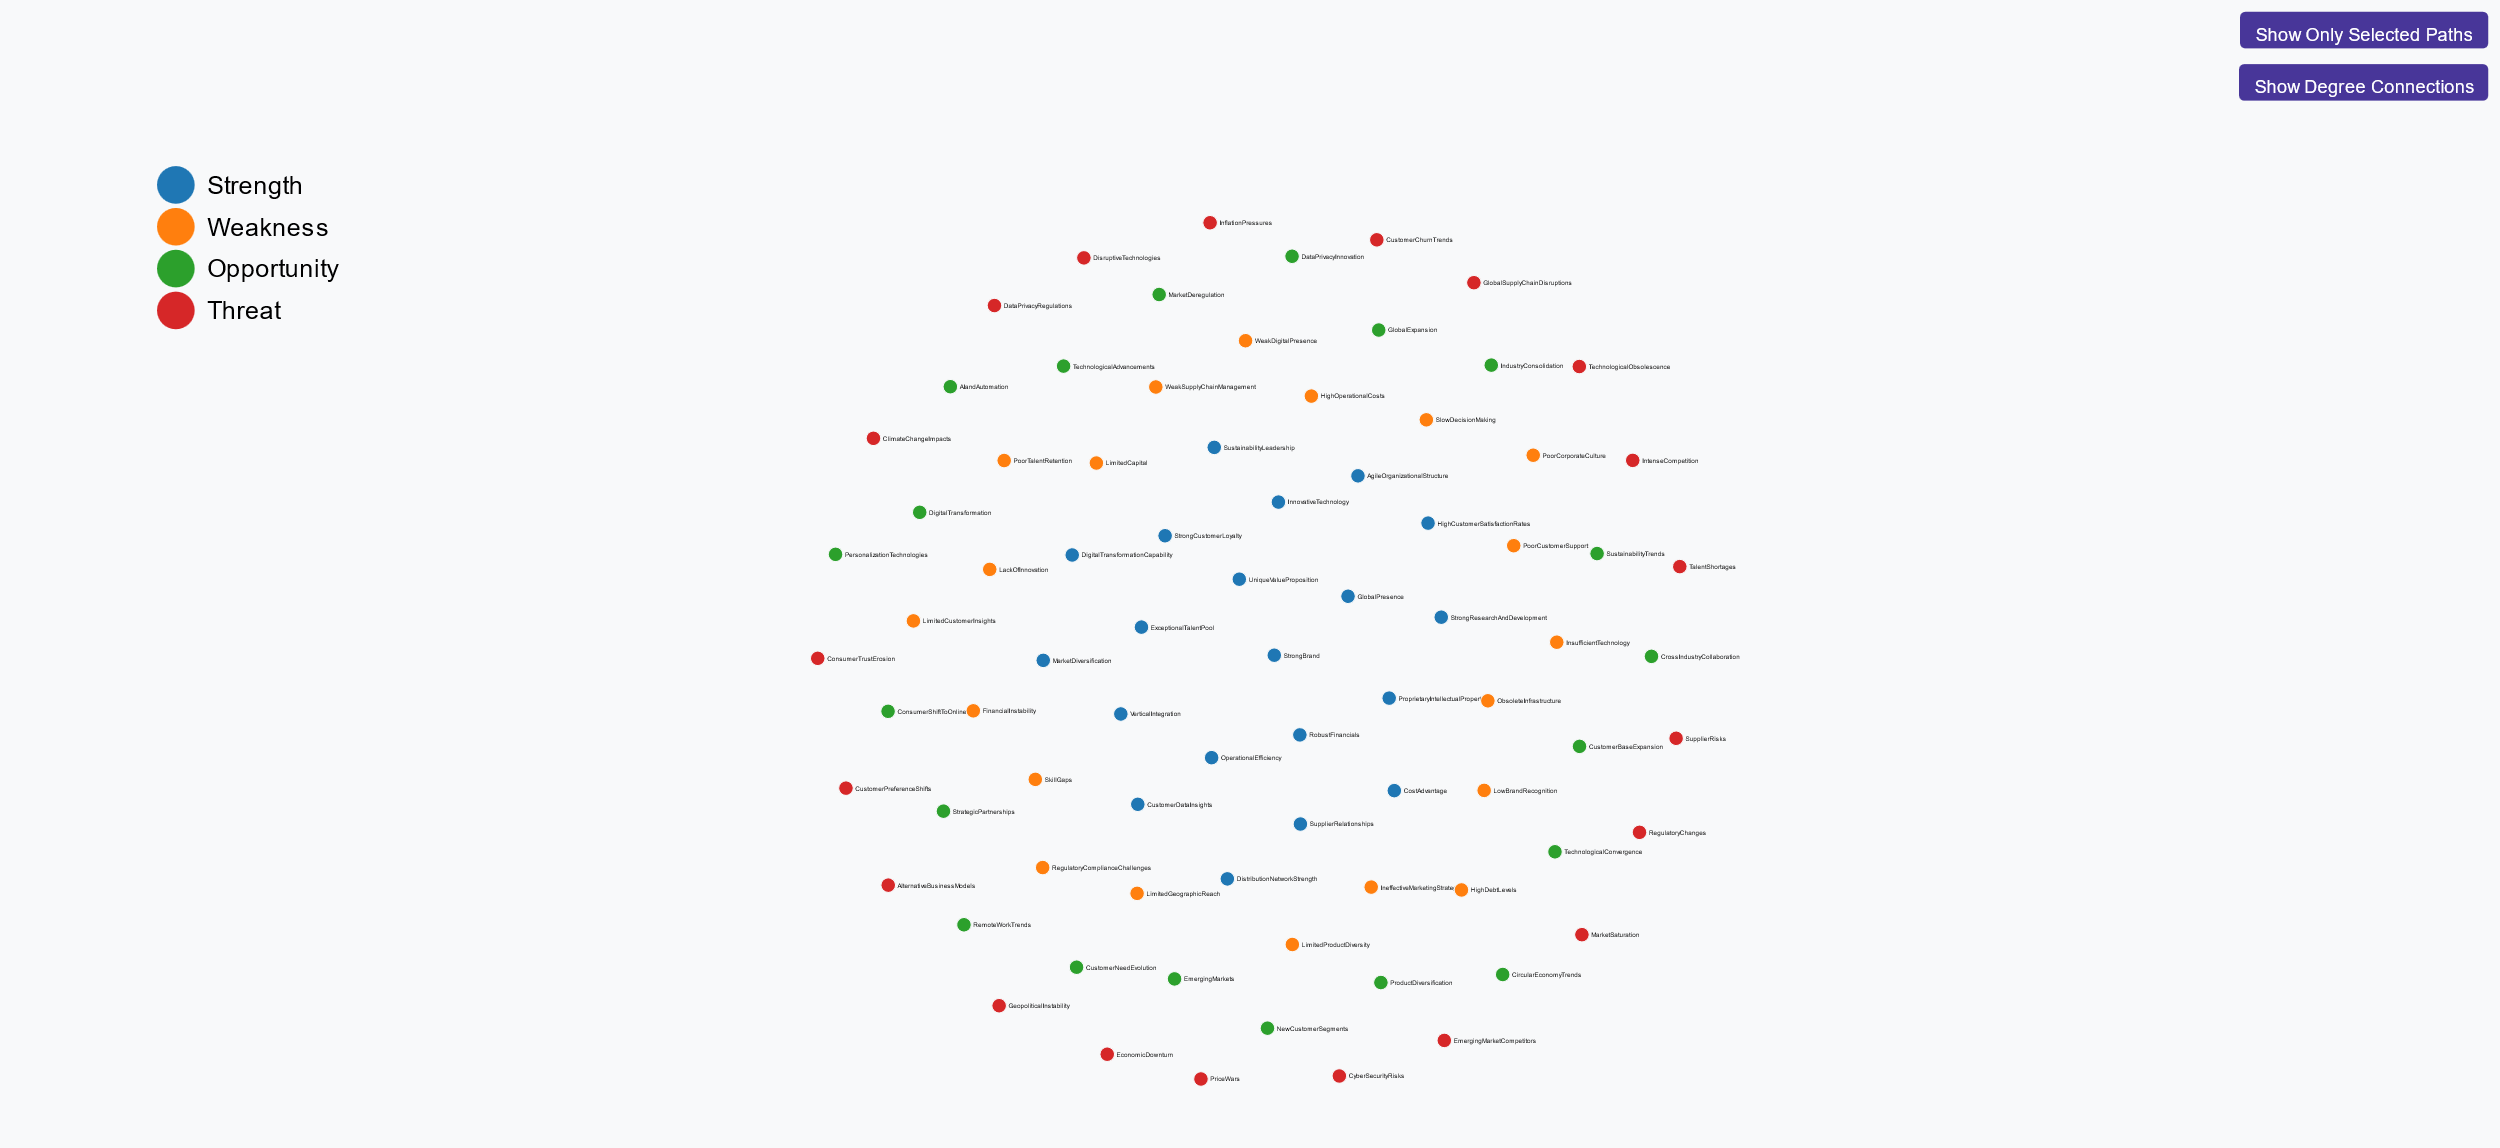 Show Only Selected Paths
Show Degree Connections
Strength
Weakness
Opportunity
Threat
InflationPressures
CustomerChurnTrends
DisruptiveTechnologies
DataPrivacyInnovation
GlobalSupplyChainDisruptions
MarketDeregulation
DataPrivacyRegulations
GlobalExpansion
WeakDigitalPresence
TechnologicalAdvancements
IndustryConsolidation
TechnologicalObsolescence
AIandAutomation
WeakSupplyChainManagement
HighOperationalCosts
SlowDecisionMaking
ClimateChangeImpacts
SustainabilityLeadership
PoorCorporateCulture
PoorTalentRetention
LimitedCapital
IntenseCompetition
AgileOrganizationalStructure
InnovativeTechnology
DigitalTransformation
HighCustomerSatisfactionRates
StrongCustomerLoyalty
PoorCustomerSupport
PersonalizationTechnologies
DigitalTransformationCapability
SustainabilityTrends
LackOfInnovation
TalentShortages
UniqueValueProposition
GlobalPresence
LimitedCustomerInsights
StrongResearchAndDevelopment
ExceptionalTalentPool
InsufficientTechnology
ConsumerTrustErosion
MarketDiversification
StrongBrand
CrossIndustryCollaboration
ProprietaryIntellectualProper
ObsoleteInfrastructure
ConsumerShiftToOnline
FinancialInstability
VerticalIntegration
RobustFinancials
SupplierRisks
CustomerBaseExpansion
OperationalEfficiency
SkillGaps
CustomerPreferenceShifts
CostAdvantage
LowBrandRecognition
CustomerDataInsights
StrategicPartnerships
SupplierRelationships
RegulatoryChanges
TechnologicalConvergence
RegulatoryComplianceChallenges
DistributionNetworkStrength
AlternativeBusinessModels
IneffectiveMarketingStrate
HighDebtLevels
LimitedGeographicReach
RemoteWorkTrends
MarketSaturation
LimitedProductDiversity
CustomerNeedEvolution
EmergingMarkets
CircularEconomyTrends
ProductDiversification
GeopoliticalInstability
NewCustomerSegments
EmergingMarketCompetitors
EconomicDownturn
PriceWars
CyberSecurityRisks